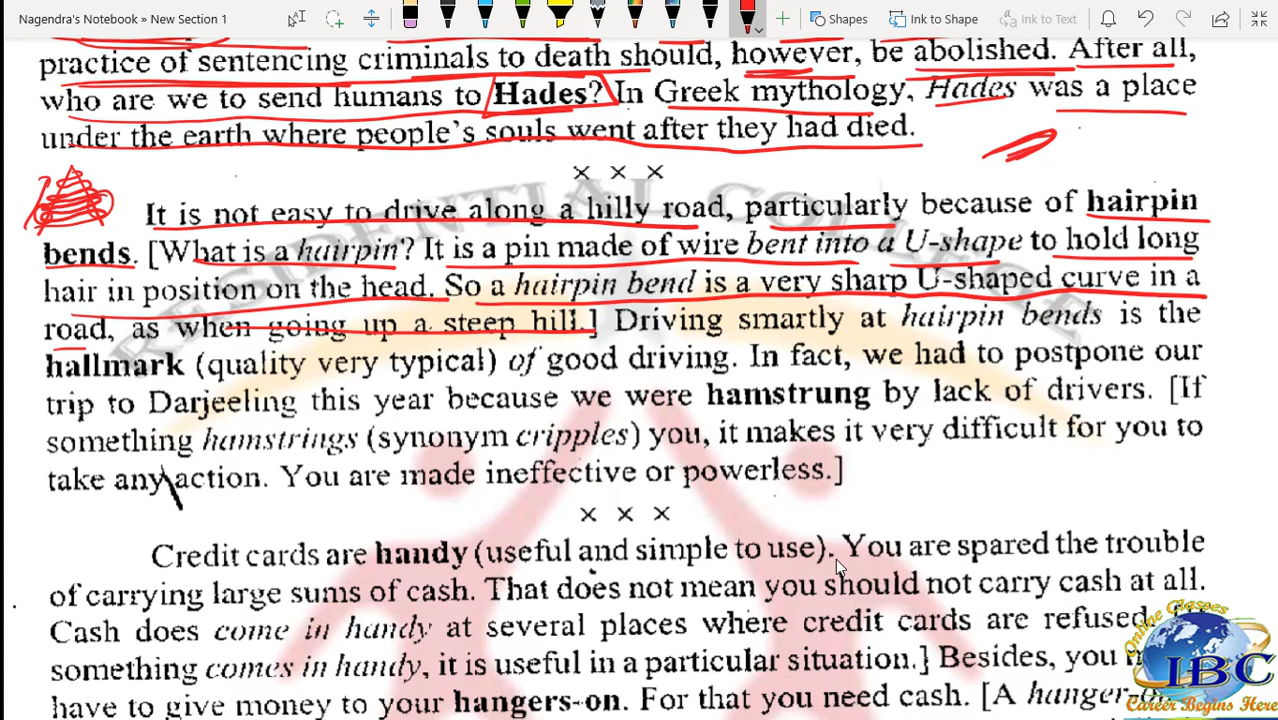 Nagendra's Notebook » New Section 1
Shapes
Ink to Shape
Ink to Text
practice of sentencing criminals to death should, however, be abolished. After all,
who are we to send humans to Hades? In Greek mythology, Hades was a place
under the earth where people's souls went after they had died.
× × ×
It is not easy to drive along a hilly road, particularly because of hairpin
bends. [What is a hairpin? It is a pin made of wire bent into a U-shape to hold long
hair in position on the head. So a hairpin bend is a very sharp U-shaped curve in a
road, as when going up a steep hill.] Driving smartly at hairpin bends is the
hallmark (quality very typical) of good driving. In fact, we had to postpone our
trip to Darjeeling this year because we were hamstrung by lack of drivers. [If
something hamstrings (synonym cripples) you, it makes it very difficult for you to
take any action. You are made ineffective or powerless.]
× × ×
Credit cards are handy (useful and simple to use). You are spared the trouble
of carrying large sums of cash. That does not mean you should not carry cash at all.
Cash does come in handy at several places where credit cards are refused.
something comes in handy, it is useful in a particular situation.] Besides, you
have to give money to your hangers-on. For that you need cash. [A hanger-
RESIDENTIAL COLLEGE
Online Classes
IBC
Career Begins Here